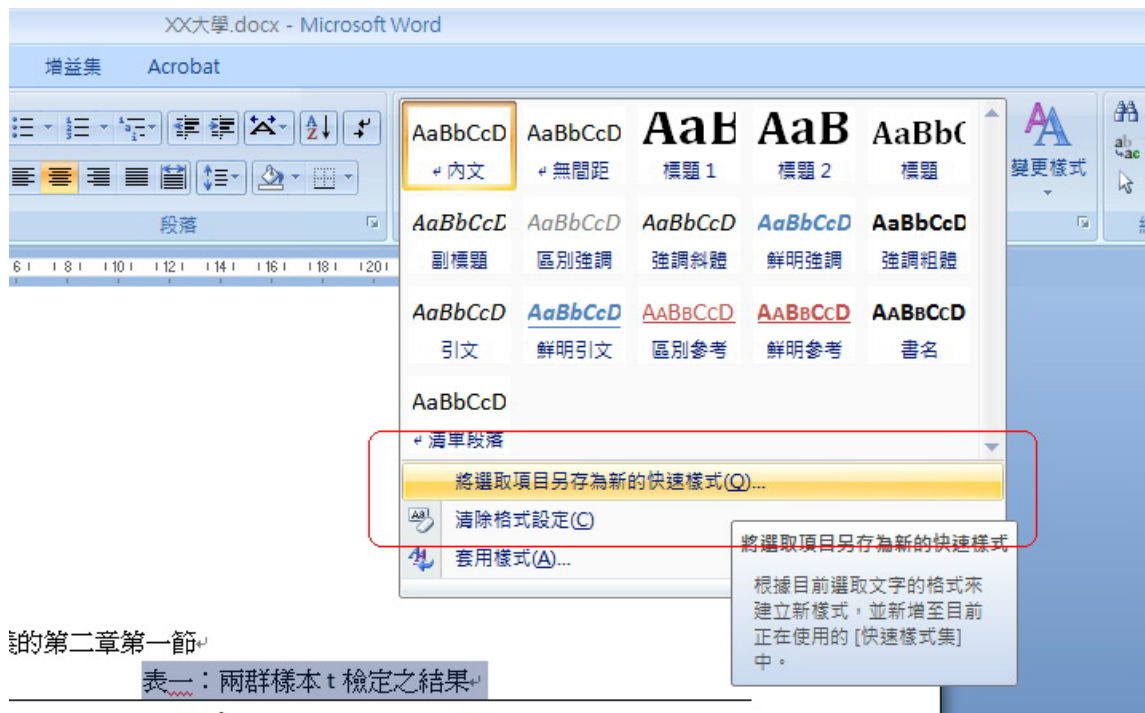 XX大學.docx - Microsoft Word
增益集 Acrobat
段落
變更樣式
6 8 10 12 14 16 18 20
AaBbCcD AaBbCcD AaB AaB AaBb(
↵ 內文 ↵ 無間距 標題 1 標題 2 標題
AaBbCcD AaBbCcD AaBbCcD AaBbCcD AaBbCcD
副標題 區別強調 強調斜體 鮮明強調 強調粗體
AaBbCcD AaBbCcD AABBCCD AABBCCD AABBCCD
引文 鮮明引文 區別參考 鮮明參考 書名
AaBbCcD
↵ 清單段落
將選取項目另存為新的快速樣式(Q)...
清除格式設定(C)
套用樣式(A)...
將選取項目另存為新的快速樣式
根據目前選取文字的格式來
建立新樣式，並新增至目前
正在使用的 [快速樣式集]
中。
的第二章第一節↵
表一：兩群樣本 t 檢定之結果↵